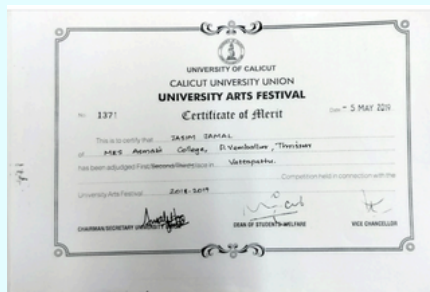 UNIVERSITY OF CALICUT
CALICUT UNIVERSITY UNION
UNIVERSITY ARTS FESTIVAL
No 1371 Certificate of Merit Date - 5 MAY 2019
This is to certify that JASIM JAMAL
of MES Asmabi College, P. Vemballur, Thrissur
has been adjudged First/Second/Third place in Vattapattu.
Competition held in connection with the
University Arts Festival 2018-2019
CHAIRMAN/SECRETARY UNIVERSITY DEAN OF STUDENTS WELFARE VICE CHANCELLOR